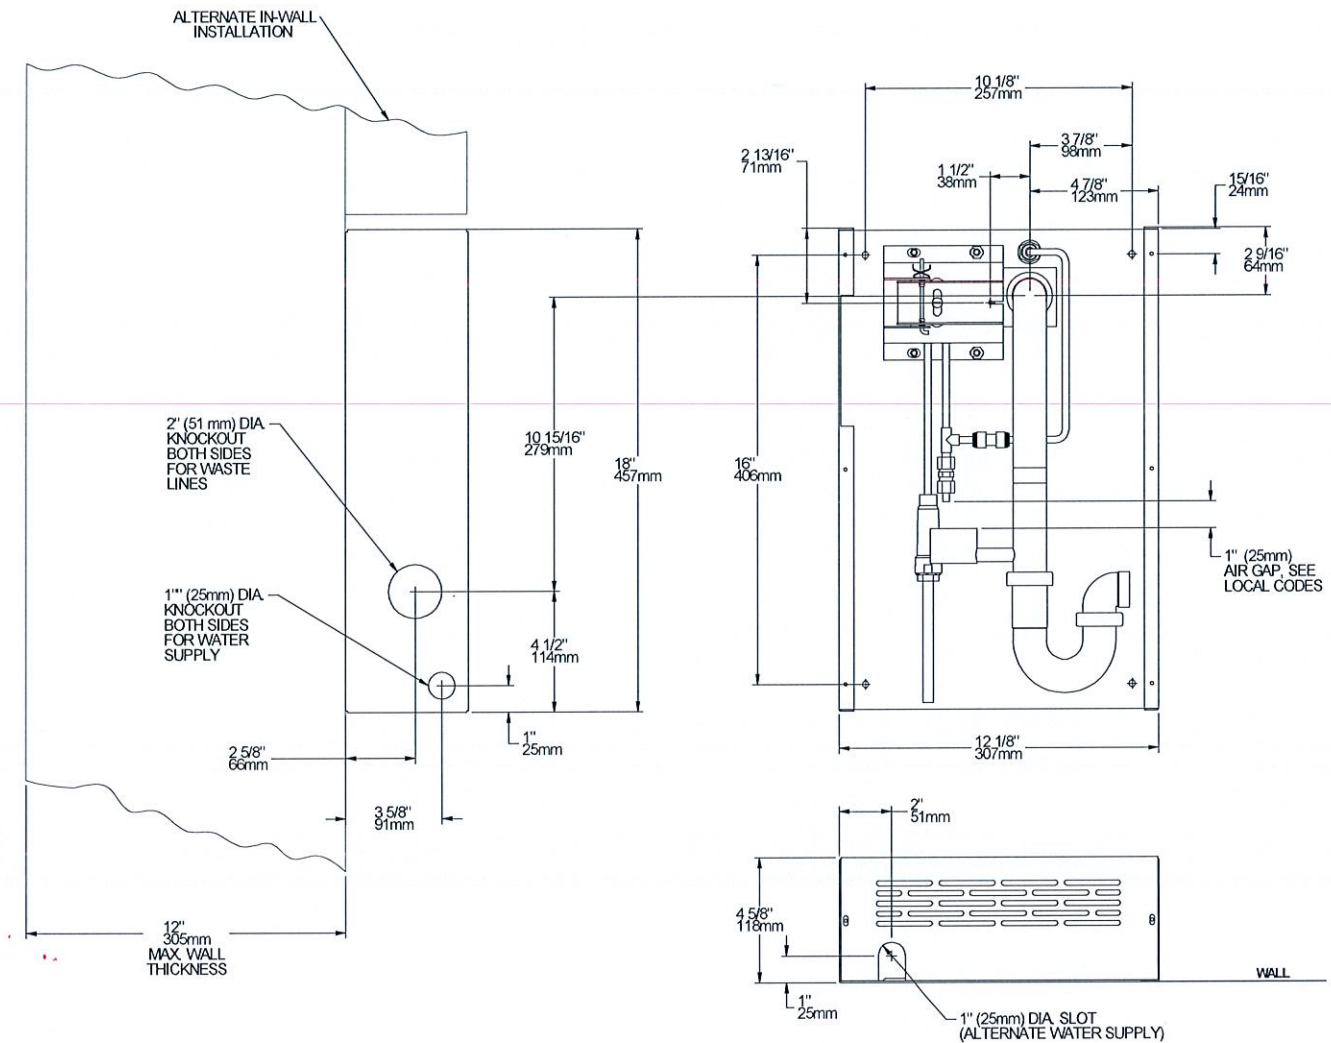 ALTERNATE IN-WALL
INSTALLATION
10 1/8"
257mm
3 7/8"
98mm
2 13/16"
71mm
1 1/2"
38mm
4 7/8"
123mm
15/16"
24mm
2 9/16"
64mm
2" (51 mm) DIA.
KNOCKOUT
BOTH SIDES
FOR WASTE
LINES
10 15/16"
279mm
18"
457mm
16"
406mm
1" (25mm)
AIR GAP, SEE
LOCAL CODES
1"" (25mm) DIA.
KNOCKOUT
BOTH SIDES
FOR WATER
SUPPLY
4 1/2"
114mm
1"
25mm
2 5/8"
66mm
12 1/8"
307mm
3 5/8"
91mm
2"
51mm
4 5/8"
118mm
12"
305mm
MAX. WALL
THICKNESS
WALL
1"
25mm
1" (25mm) DIA. SLOT
(ALTERNATE WATER SUPPLY)